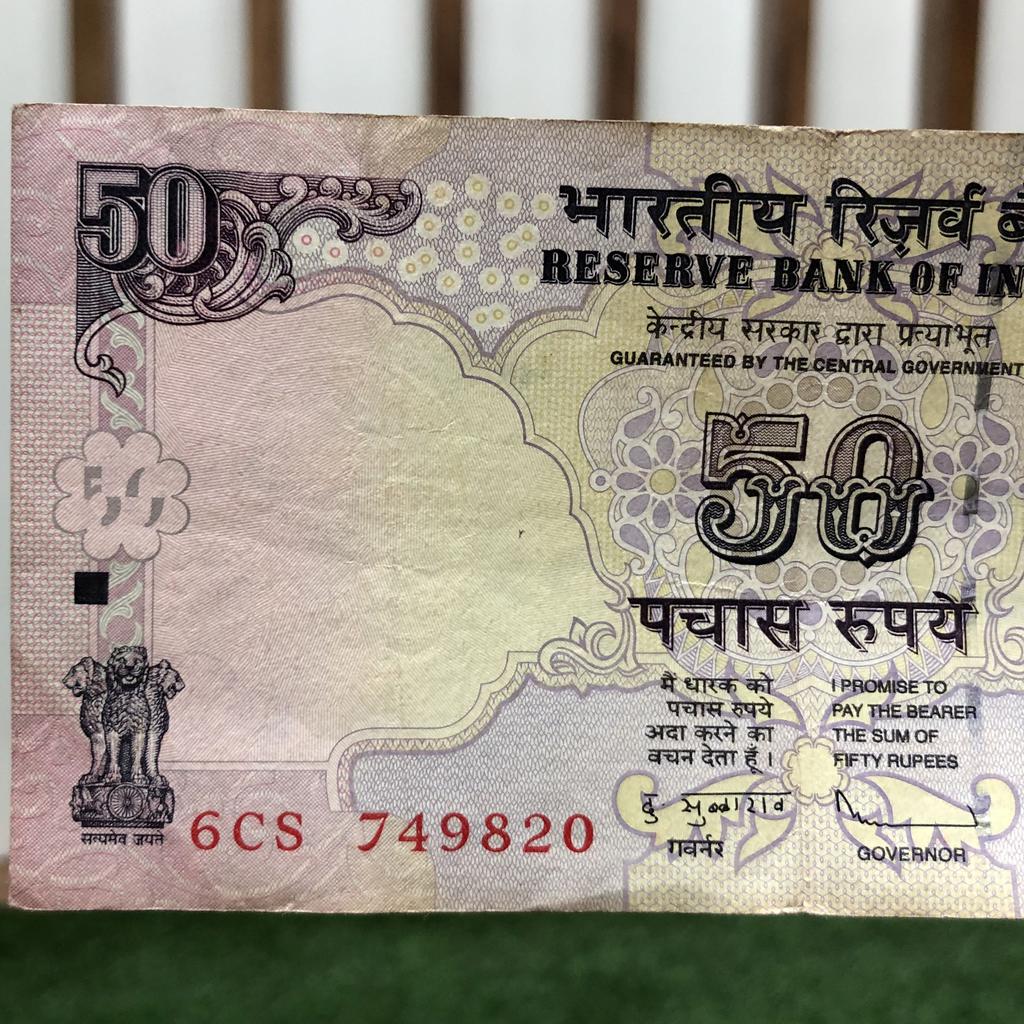 50
भारतीय रिज़र्व
RESERVE BANK OF IN
केन्द्रीय सरकार द्वारा प्रत्याभूत
GUARANTEED BY THE CENTRAL GOVERNMENT
50
पचास रुपये
मैं धारक को
पचास रुपये
अदा करने का
वचन देता हूँ।
I PROMISE TO
PAY THE BEARER
THE SUM OF
FIFTY RUPEES
दु. सुब्बाराव
गवर्नर
GOVERNOR
सत्यमेव जयते
6CS 749820